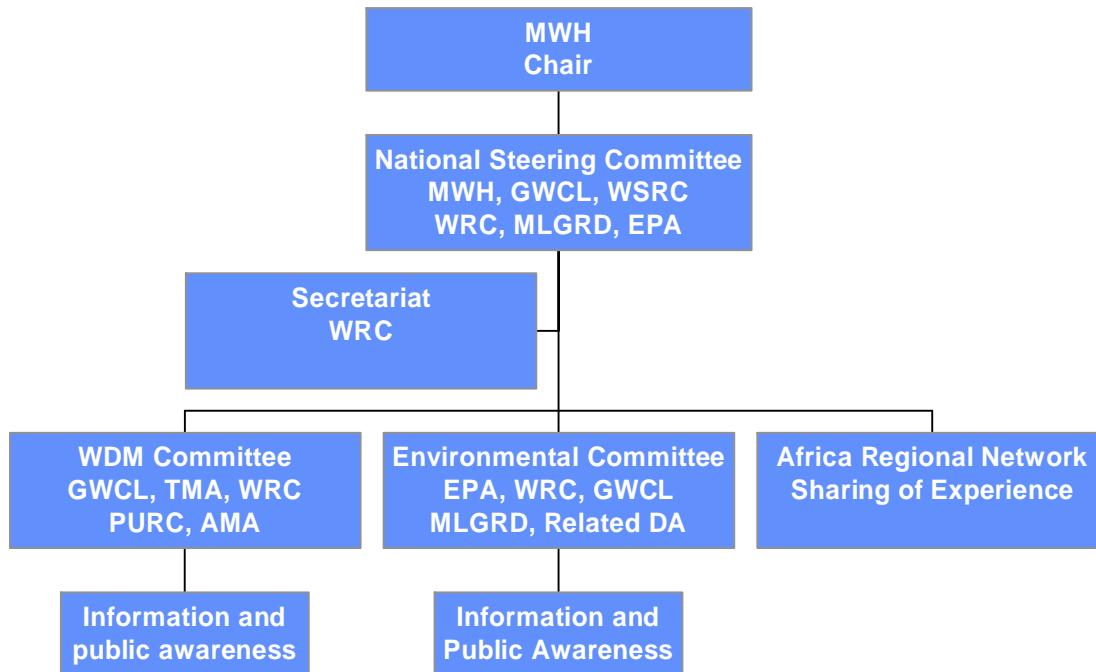 MWH
Chair
National Steering Committee
MWH, GWCL, WSRC
WRC, MLGRD, EPA
Secretariat
WRC
WDM Committee
GWCL, TMA, WRC
PURC, AMA
Environmental Committee
EPA, WRC, GWCL
MLGRD, Related DA
Africa Regional Network
Sharing of Experience
Information and
public awareness
Information and
Public Awareness